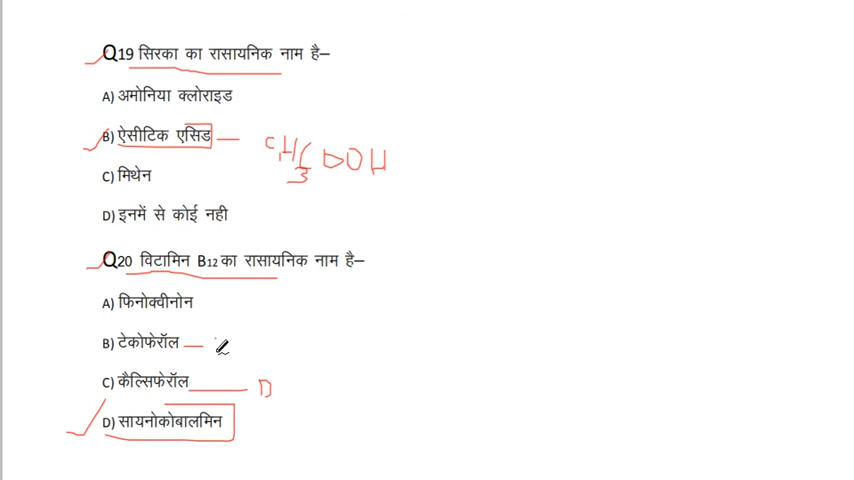 Q19 सिरका का रासायनिक नाम है–
A) अमोनिया क्लोराइड
B) ऐसीटिक एसिड — CH3COOH
C) मिथेन
D) इनमें से कोई नही
Q20 विटामिन B12 का रासायनिक नाम है–
A) फिनोक्वीनोन
B) टेकोफेरॉल —
C) कैल्सिफेरॉल — D
D) सायनोकोबालमिन